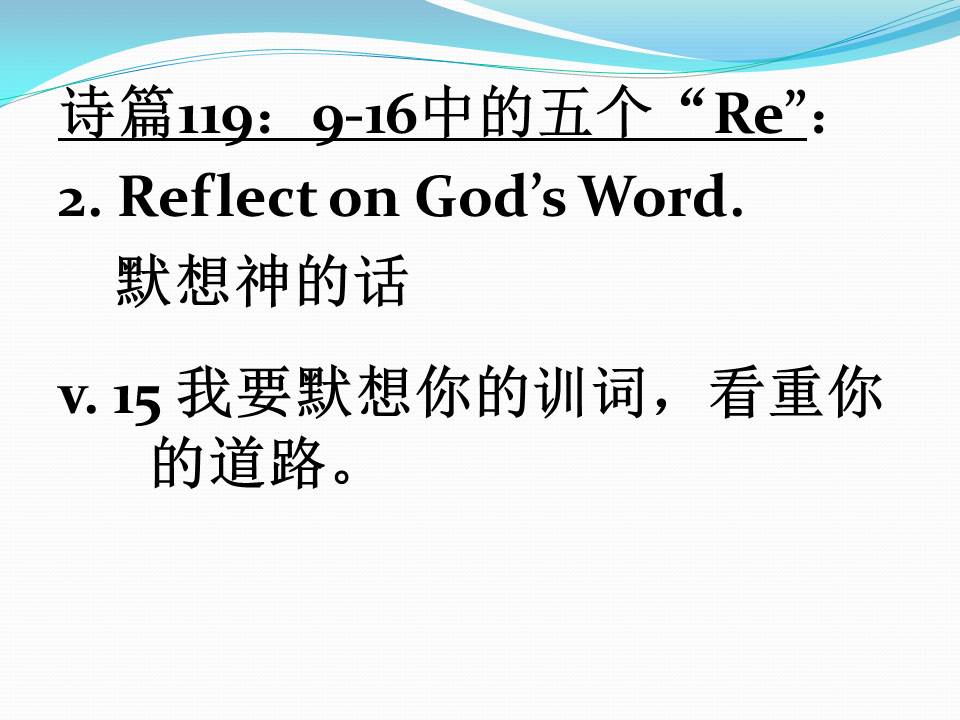 诗篇119：9-16中的五个“Re”：
2. Reflect on God’s Word.
默想神的话
v. 15 我要默想你的训词，看重你
的道路。